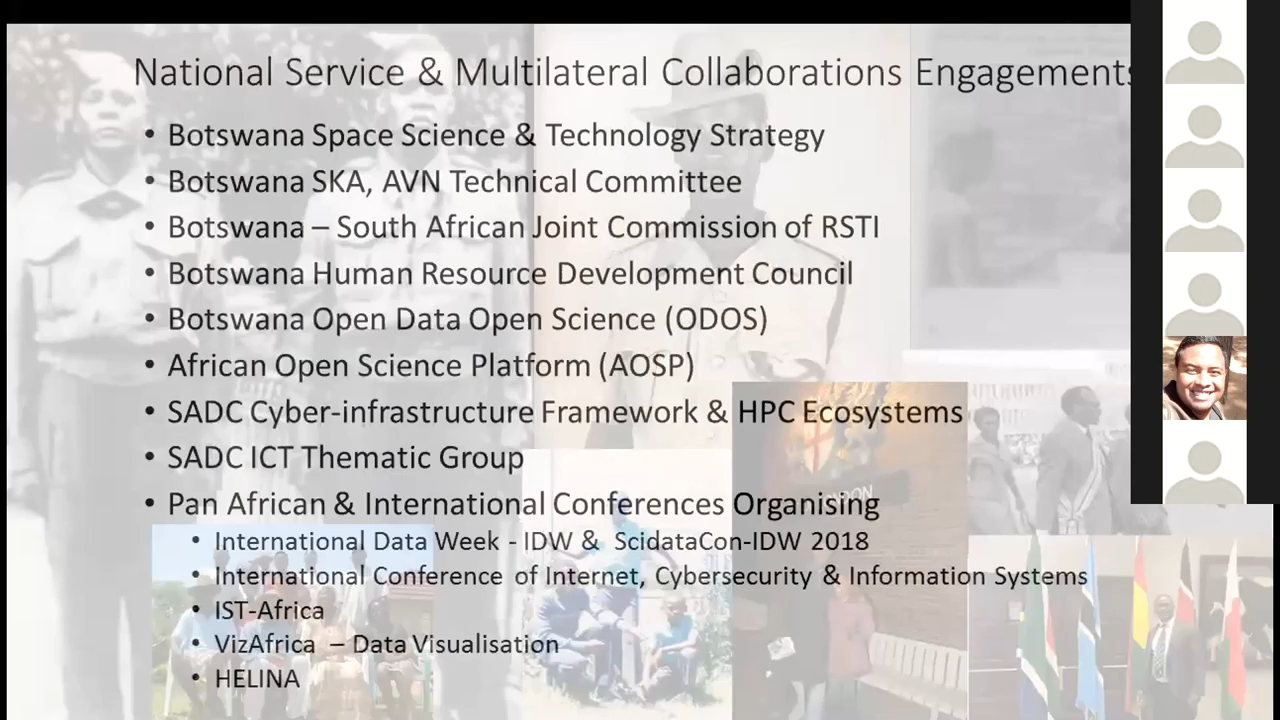 National Service & Multilateral Collaborations Engagements
• Botswana Space Science & Technology Strategy
• Botswana SKA, AVN Technical Committee
• Botswana – South African Joint Commission of RSTI
• Botswana Human Resource Development Council
• Botswana Open Data Open Science (ODOS)
• African Open Science Platform (AOSP)
• SADC Cyber-infrastructure Framework & HPC Ecosystems
• SADC ICT Thematic Group
• Pan African & International Conferences Organising
• International Data Week - IDW & ScidataCon-IDW 2018
• International Conference of Internet, Cybersecurity & Information Systems
• IST-Africa
• VizAfrica – Data Visualisation
• HELINA